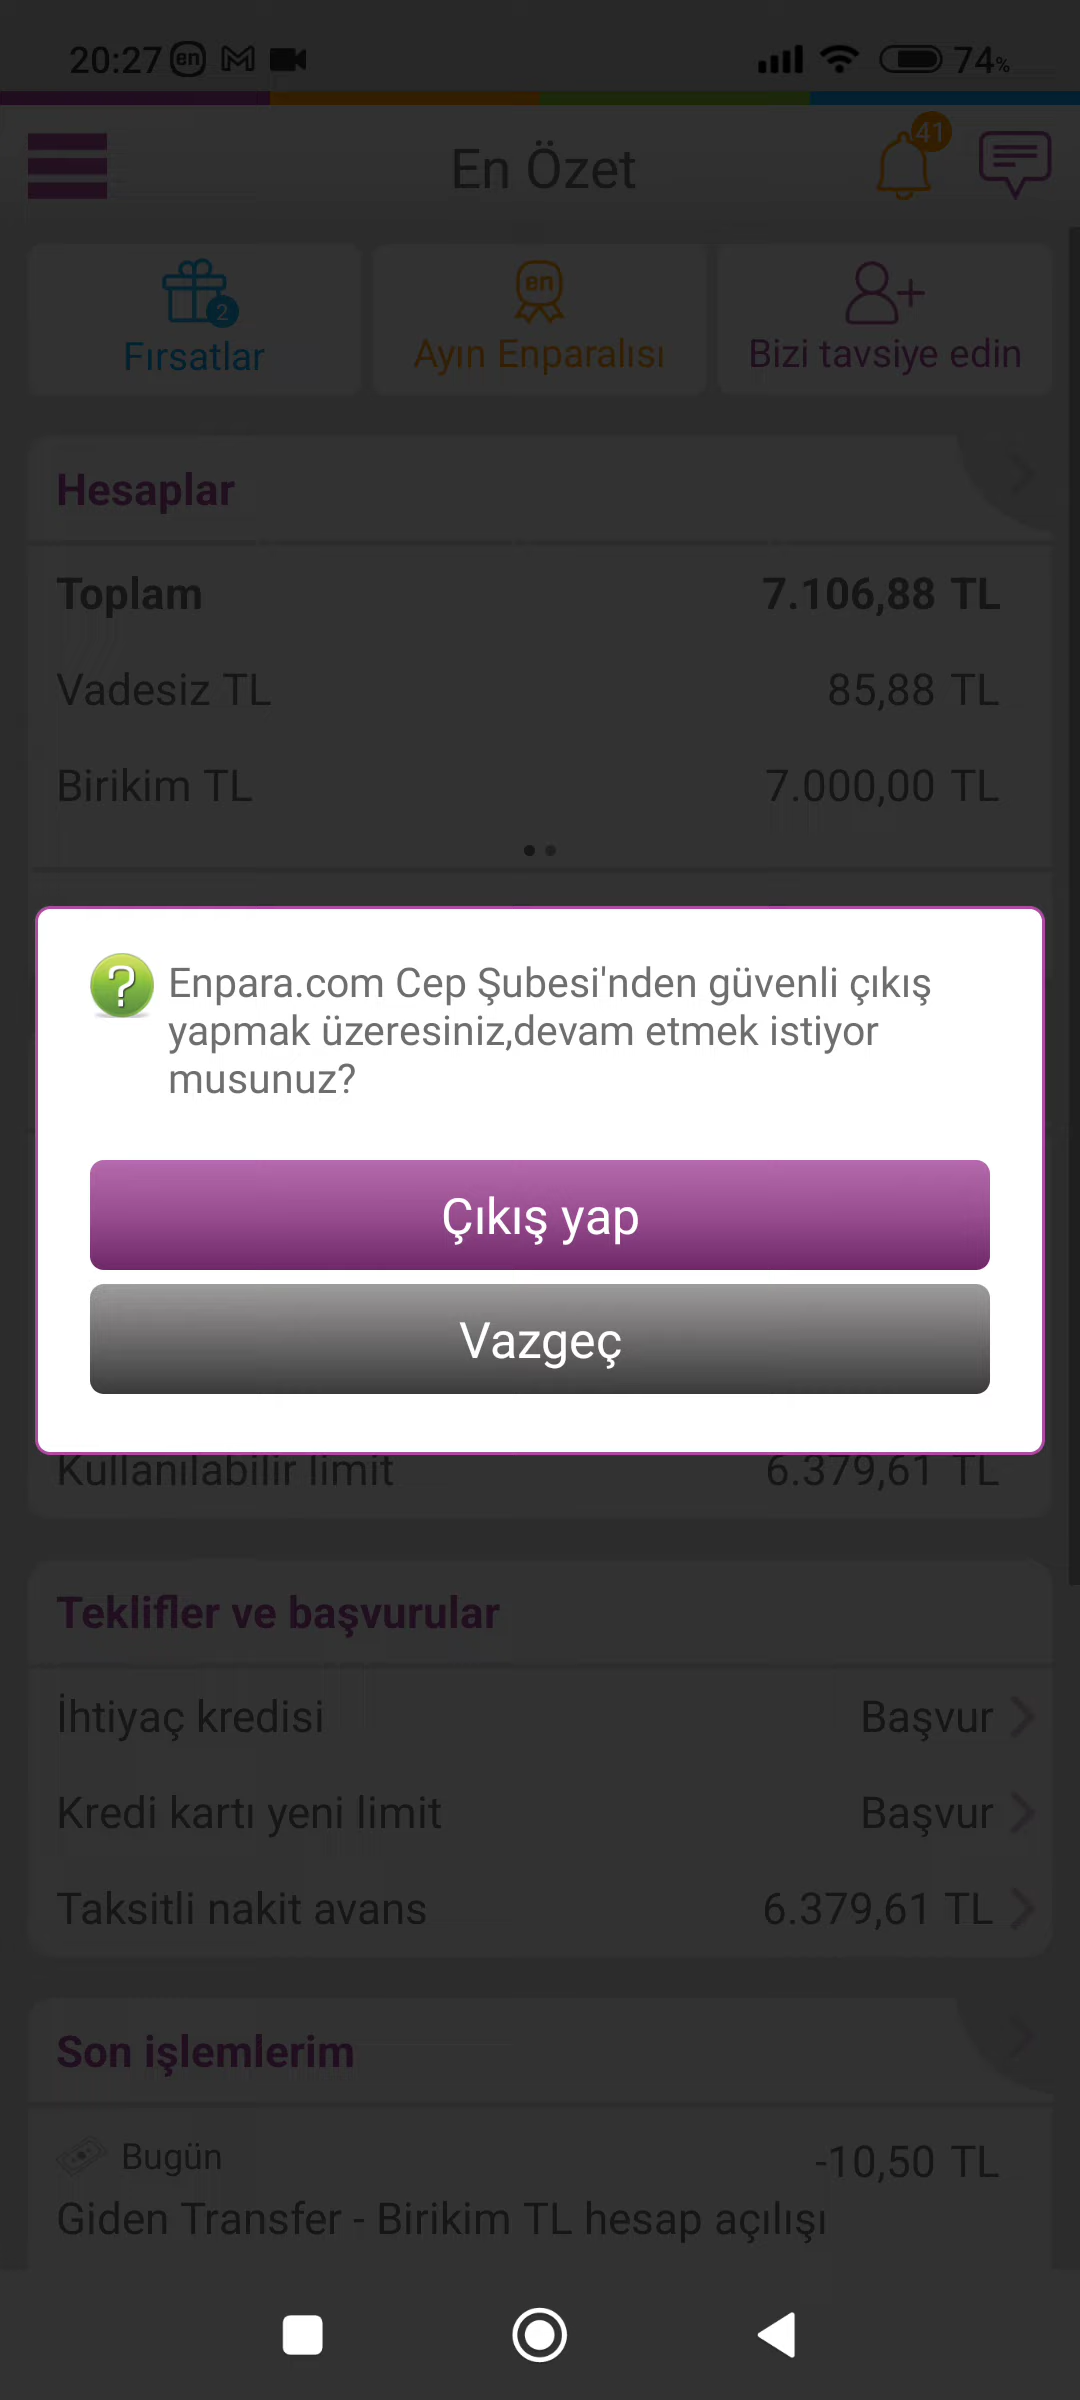 20:27 en 74%
En Özet 41
2 en
Fırsatlar Ayın Enparalısı Bizi tavsiye edin
Hesaplar
Toplam 7.106,88 TL
Vadesiz TL 85,88 TL
Birikim TL 7.000,00 TL
Enpara.com Cep Şubesi'nden güvenli çıkış
yapmak üzeresiniz,devam etmek istiyor
musunuz?
Çıkış yap
Vazgeç
Kullanılabilir limit 6.379,61 TL
Teklifler ve başvurular
İhtiyaç kredisi Başvur
Kredi kartı yeni limit Başvur
Taksitli nakit avans 6.379,61 TL
Son işlemlerim
Bugün -10,50 TL
Giden Transfer - Birikim TL hesap açılışı